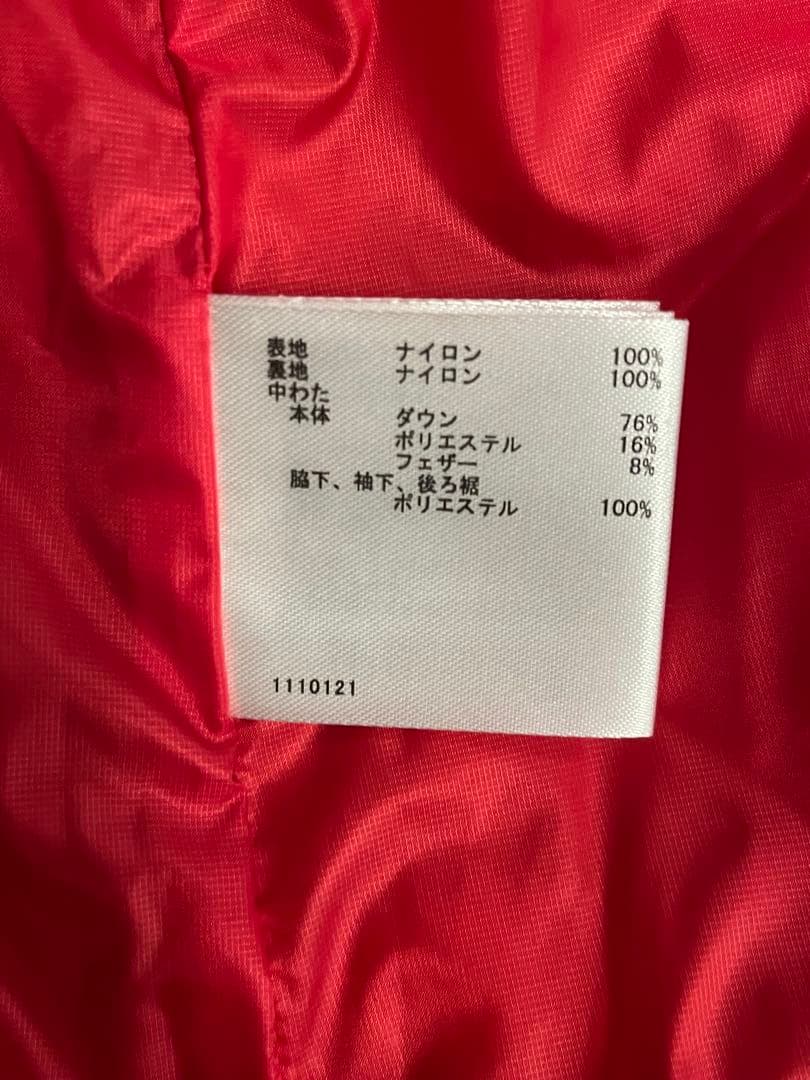 表地 ナイロン 100%
裏地 ナイロン 100%
中わた
本体 ダウン 76%
ポリエステル 16%
フェザー 8%
脇下、袖下、後ろ裾
ポリエステル 100%
1110121